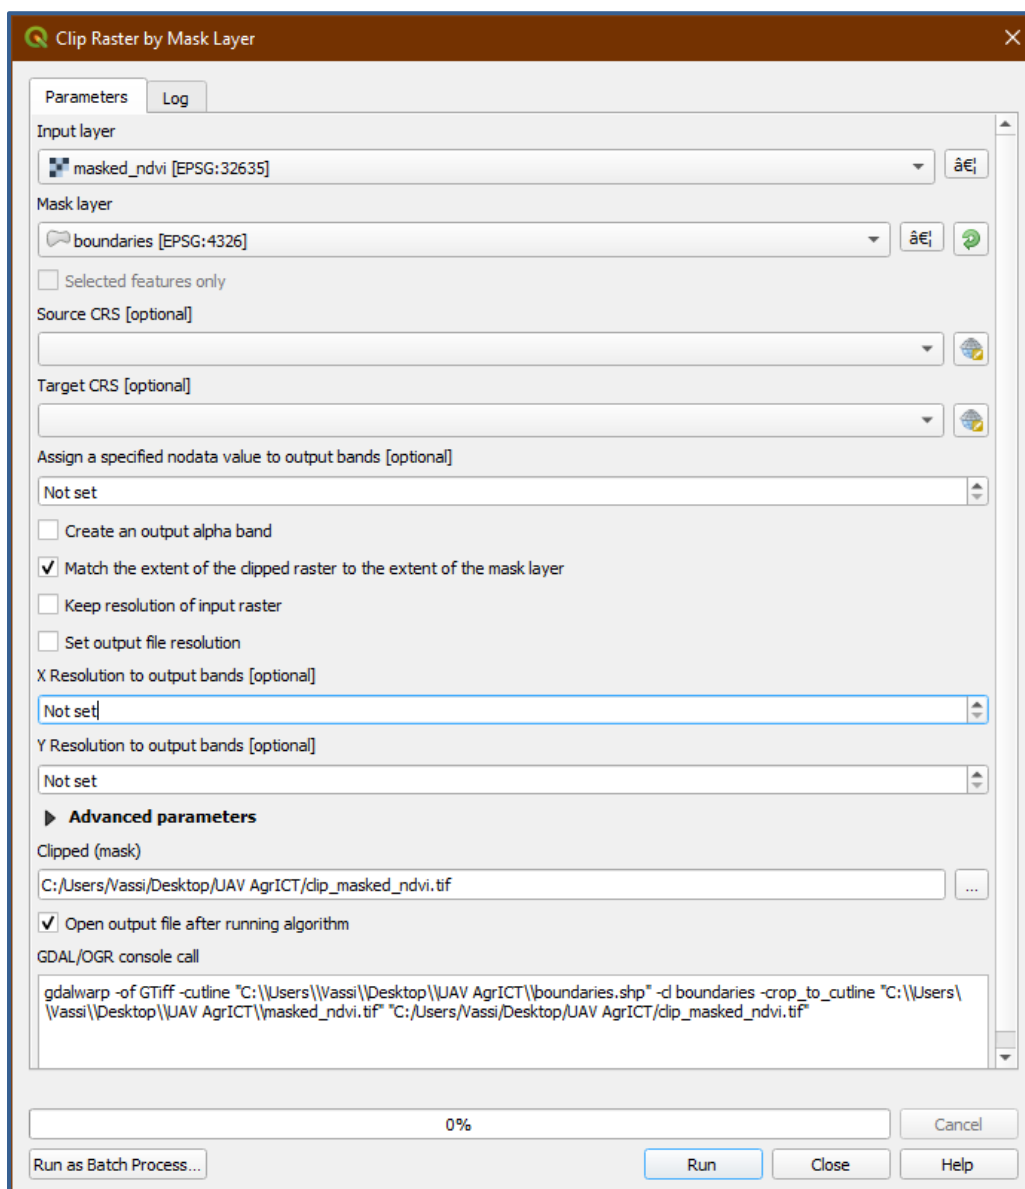 Clip Raster by Mask Layer
Parameters
Log
Input layer
masked_ndvi [EPSG:32635]
â€¦
Mask layer
boundaries [EPSG:4326]
â€¦
Selected features only
Source CRS [optional]
Target CRS [optional]
Assign a specified nodata value to output bands [optional]
Not set
Create an output alpha band
Match the extent of the clipped raster to the extent of the mask layer
Keep resolution of input raster
Set output file resolution
X Resolution to output bands [optional]
Not set
Y Resolution to output bands [optional]
Not set
Advanced parameters
Clipped (mask)
C:/Users/Vassi/Desktop/UAV AgrICT/clip_masked_ndvi.tif
...
Open output file after running algorithm
GDAL/OGR console call
gdalwarp -of GTiff -cutline "C:\\Users\\Vassi\\Desktop\\UAV AgrICT\\boundaries.shp" -cl boundaries -crop_to_cutline "C:\\Users\
\Vassi\\Desktop\\UAV AgrICT\\masked_ndvi.tif" "C:/Users/Vassi/Desktop/UAV AgrICT/clip_masked_ndvi.tif"
0%
Cancel
Run as Batch Process...
Run
Close
Help